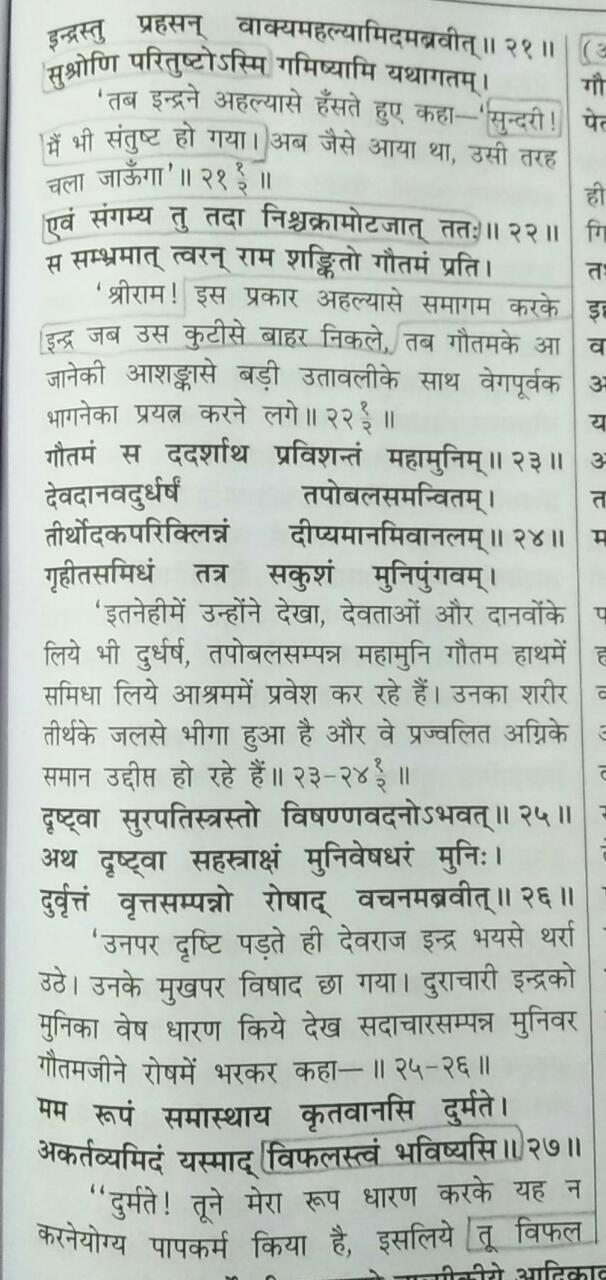 इन्द्रस्तु प्रहसन् वाक्यमहल्यामिदमब्रवीत्॥ २१॥
सुश्रोणि परितुष्टोऽस्मि गमिष्यामि यथागतम्।
‘तब इन्द्रने अहल्यासे हँसते हुए कहा—‘सुन्दरी!
मैं भी संतुष्ट हो गया। अब जैसे आया था, उसी तरह
चला जाऊँगा’॥ २१ १/२ ॥
एवं संगम्य तु तदा निश्चक्रामोटजात् ततः॥ २२॥
स सम्भ्रमात् त्वरन् राम शङ्कितो गौतमं प्रति।
‘श्रीराम! इस प्रकार अहल्यासे समागम करके
इन्द्र जब उस कुटीसे बाहर निकले, तब गौतमके आ
जानेकी आशङ्कासे बड़ी उतावलीके साथ वेगपूर्वक
भागनेका प्रयत्न करने लगे॥ २२ १/२ ॥
गौतमं स ददर्शाथ प्रविशन्तं महामुनिम्॥ २३॥
देवदानवदुर्धर्षं तपोबलसमन्वितम्।
तीर्थोदकपरिक्लिन्नं दीप्यमानमिवानलम्॥ २४॥
गृहीतसमिधं तत्र सकुशं मुनिपुंगवम्।
‘इतनेहीमें उन्होंने देखा, देवताओं और दानवोंके
लिये भी दुर्धर्ष, तपोबलसम्पन्न महामुनि गौतम हाथमें
समिधा लिये आश्रममें प्रवेश कर रहे हैं। उनका शरीर
तीर्थके जलसे भीगा हुआ है और वे प्रज्वलित अग्निके
समान उद्दीप्त हो रहे हैं॥ २३-२४ १/२ ॥
दृष्ट्वा सुरपतिस्त्रस्तो विषण्णवदनोऽभवत्॥ २५॥
अथ दृष्ट्वा सहस्राक्षं मुनिवेषधरं मुनिः।
दुर्वृत्तं वृत्तसम्पन्नो रोषाद् वचनमब्रवीत्॥ २६॥
‘उनपर दृष्टि पड़ते ही देवराज इन्द्र भयसे थर्रा
उठे। उनके मुखपर विषाद छा गया। दुराचारी इन्द्रको
मुनिका वेष धारण किये देख सदाचारसम्पन्न मुनिवर
गौतमजीने रोषमें भरकर कहा—॥ २५-२६॥
मम रूपं समास्थाय कृतवानसि दुर्मते।
अकर्तव्यमिदं यस्माद् विफलस्त्वं भविष्यसि॥ २७॥
‘‘दुर्मते! तूने मेरा रूप धारण करके यह न
करनेयोग्य पापकर्म किया है, इसलिये तू विफल